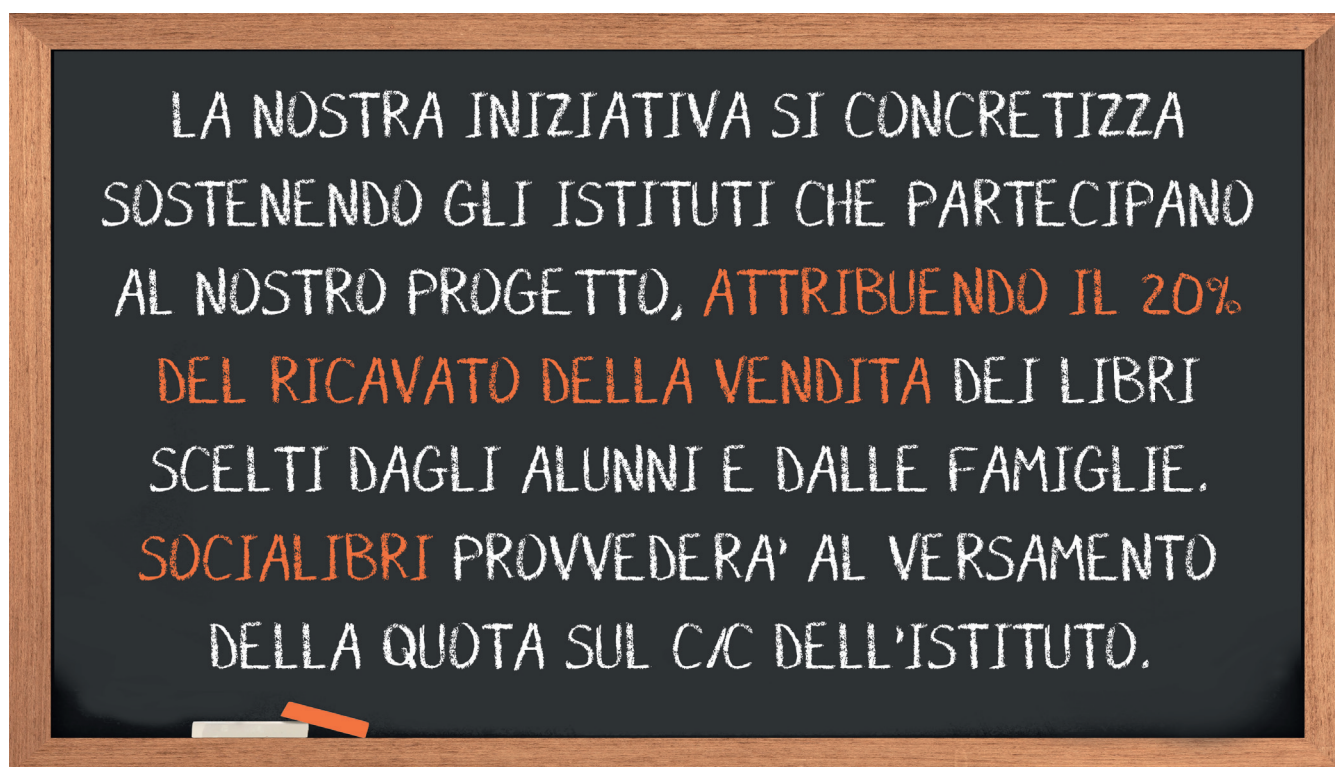 LA NOSTRA INIZIATIVA SI CONCRETIZZA
SOSTENENDO GLI ISTITUTI CHE PARTECIPANO
AL NOSTRO PROGETTO, ATTRIBUENDO IL 20%
DEL RICAVATO DELLA VENDITA DEI LIBRI
SCELTI DAGLI ALUNNI E DALLE FAMIGLIE.
SOCIALIBRI PROVVEDERA' AL VERSAMENTO
DELLA QUOTA SUL C/C DELL'ISTITUTO.